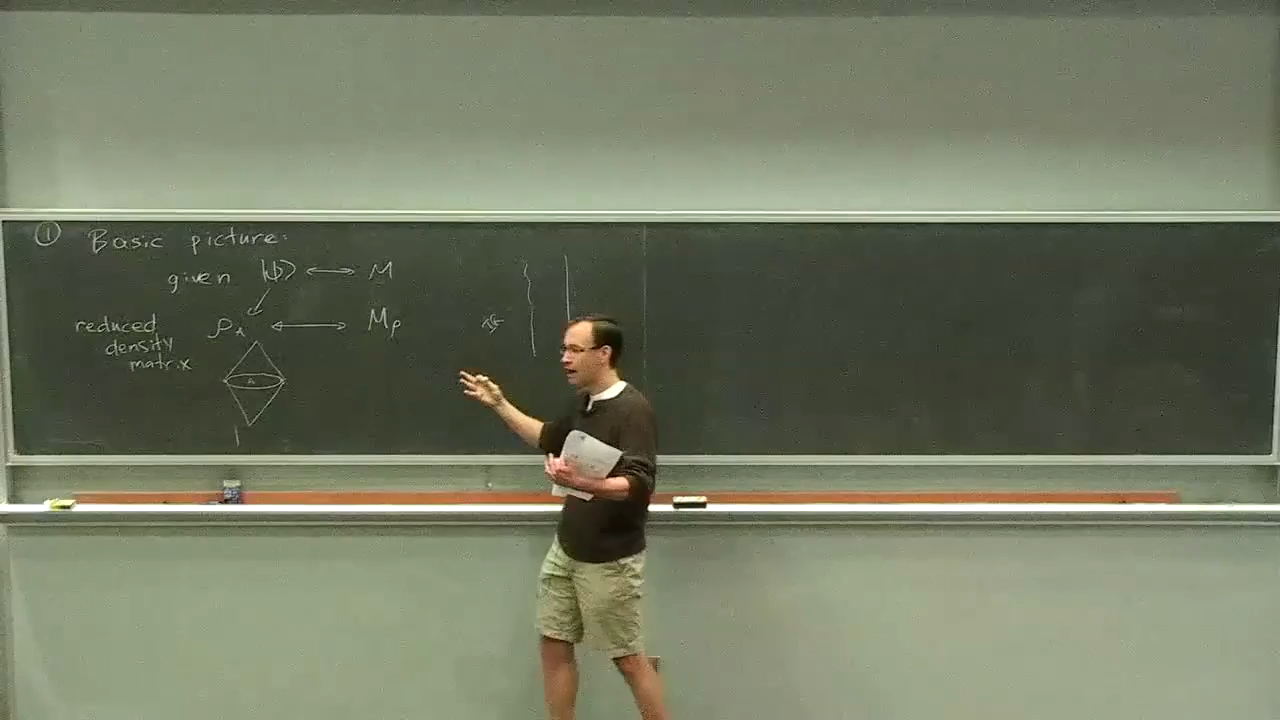 ① Basic picture:
given |ψ⟩ ⟷ M
reduced density matrix
ρ_A ⟷ M_ρ
A